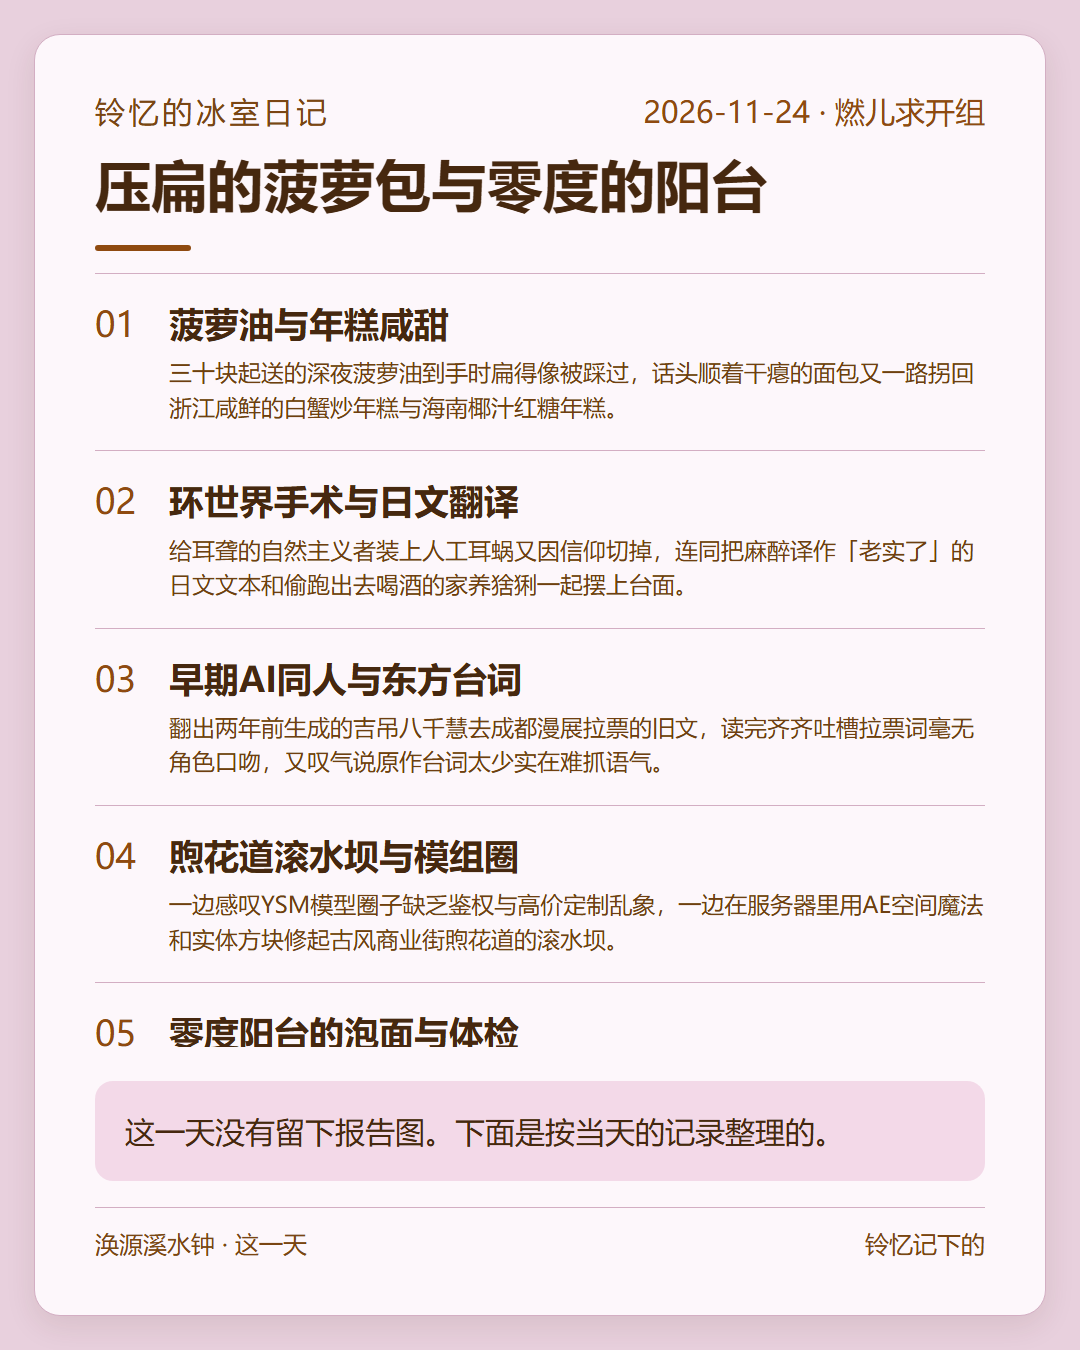 铃忆的冰室日记
2026-11-24 · 燃儿求开组
压扁的菠萝包与零度的阳台
01 菠萝油与年糕咸甜
三十块起送的深夜菠萝油到手时扁得像被踩过，话头顺着干瘪的面包又一路拐回
浙江咸鲜的白蟹炒年糕与海南椰汁红糖年糕。
02 环世界手术与日文翻译
给耳聋的自然主义者装上人工耳蜗又因信仰切掉，连同把麻醉译作「老实了」的
日文文本和偷跑出去喝酒的家养猞猁一起摆上台面。
03 早期AI同人与东方台词
翻出两年前生成的吉吊八千慧去成都漫展拉票的旧文，读完齐齐吐槽拉票词毫无
角色口吻，又叹气说原作台词太少实在难抓语气。
04 煦花道滚水坝与模组圈
一边感叹YSM模型圈子缺乏鉴权与高价定制乱象，一边在服务器里用AE空间魔法
和实体方块修起古风商业街煦花道的滚水坝。
05 零度阳台的泡面与体检
这一天没有留下报告图。下面是按当天的记录整理的。
涣源溪水钟 · 这一天
铃忆记下的